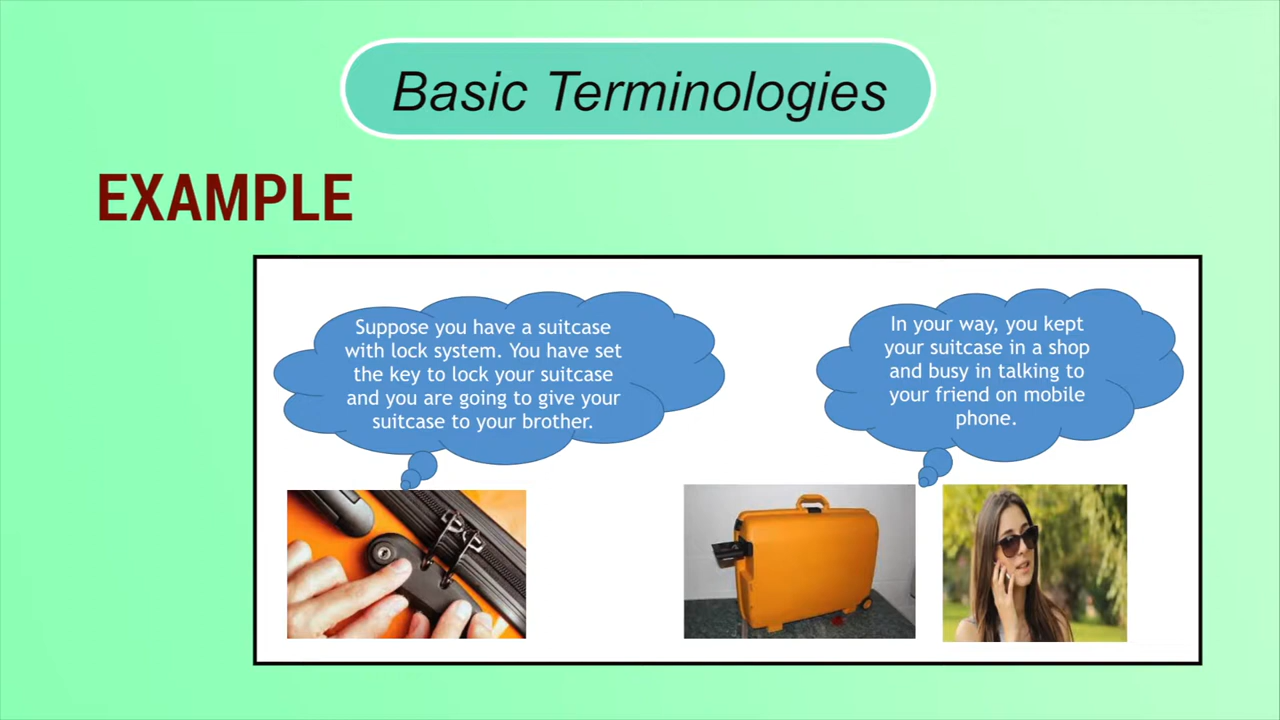 Basic Terminologies
EXAMPLE
Suppose you have a suitcase
with lock system. You have set
the key to lock your suitcase
and you are going to give your
suitcase to your brother.
In your way, you kept
your suitcase in a shop
and busy in talking to
your friend on mobile
phone.